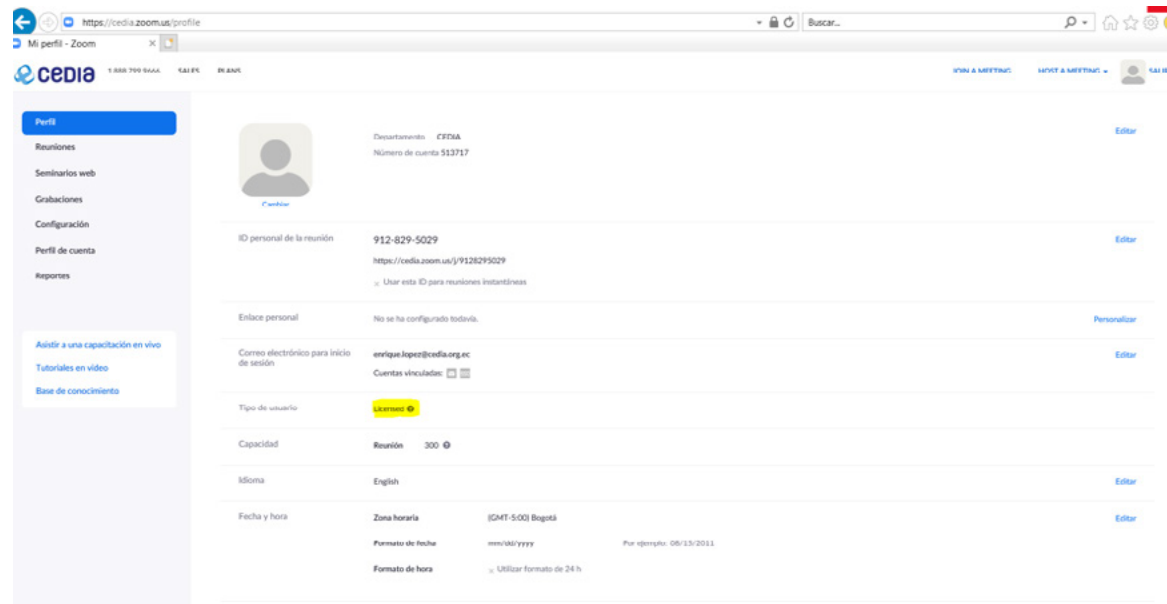 https://cedia.zoom.us/profile
Buscar...
Mi perfil - Zoom
cedia 1.888.799.9666 SALES PLANS JOIN A MEETING HOST A MEETING
Perfil
Reuniones
Seminarios web
Grabaciones
Configuración
Perfil de cuenta
Reportes
Asistir a una capacitación en vivo
Tutoriales en video
Base de conocimiento
Departamento CEDIA Editar
Número de cuenta 513717
Cambiar
ID personal de la reunión 912-829-5029 Editar
https://cedia.zoom.us/j/9128295029
Usar esta ID para reuniones instantáneas
Enlace personal No se ha configurado todavía. Personalizar
Correo electrónico para inicio de sesión enrique.lopez@cedia.org.ec Editar
Cuentas vinculadas:
Tipo de usuario Licensed
Capacidad Reunión 300
Idioma English Editar
Fecha y hora Zona horaria (GMT-5:00) Bogotá Editar
Formato de fecha mm/dd/yyyy Por ejemplo: 08/15/2011
Formato de hora Utilizar formato de 24 h